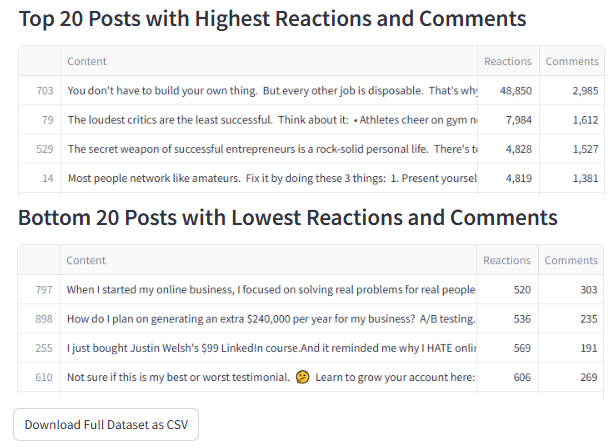 Top 20 Posts with Highest Reactions and Comments
Content Reactions Comments
703 You don't have to build your own thing. But every other job is disposable. That's why 48,850 2,985
79 The loudest critics are the least successful. Think about it: • Athletes cheer on gym 7,984 1,612
529 The secret weapon of successful entrepreneurs is a rock-solid personal life. There's 4,828 1,527
14 Most people network like amateurs. Fix it by doing these 3 things: 1. Present yoursel 4,819 1,381
Bottom 20 Posts with Lowest Reactions and Comments
Content Reactions Comments
797 When I started my online business, I focused on solving real problems for real people 520 303
898 How do I plan on generating an extra $240,000 per year for my business? A/B testing. 536 235
255 I just bought Justin Welsh's $99 LinkedIn course.And it reminded me why I HATE onlin 569 191
610 Not sure if this is my best or worst testimonial. 🤔 Learn to grow your account here: 606 269
Download Full Dataset as CSV